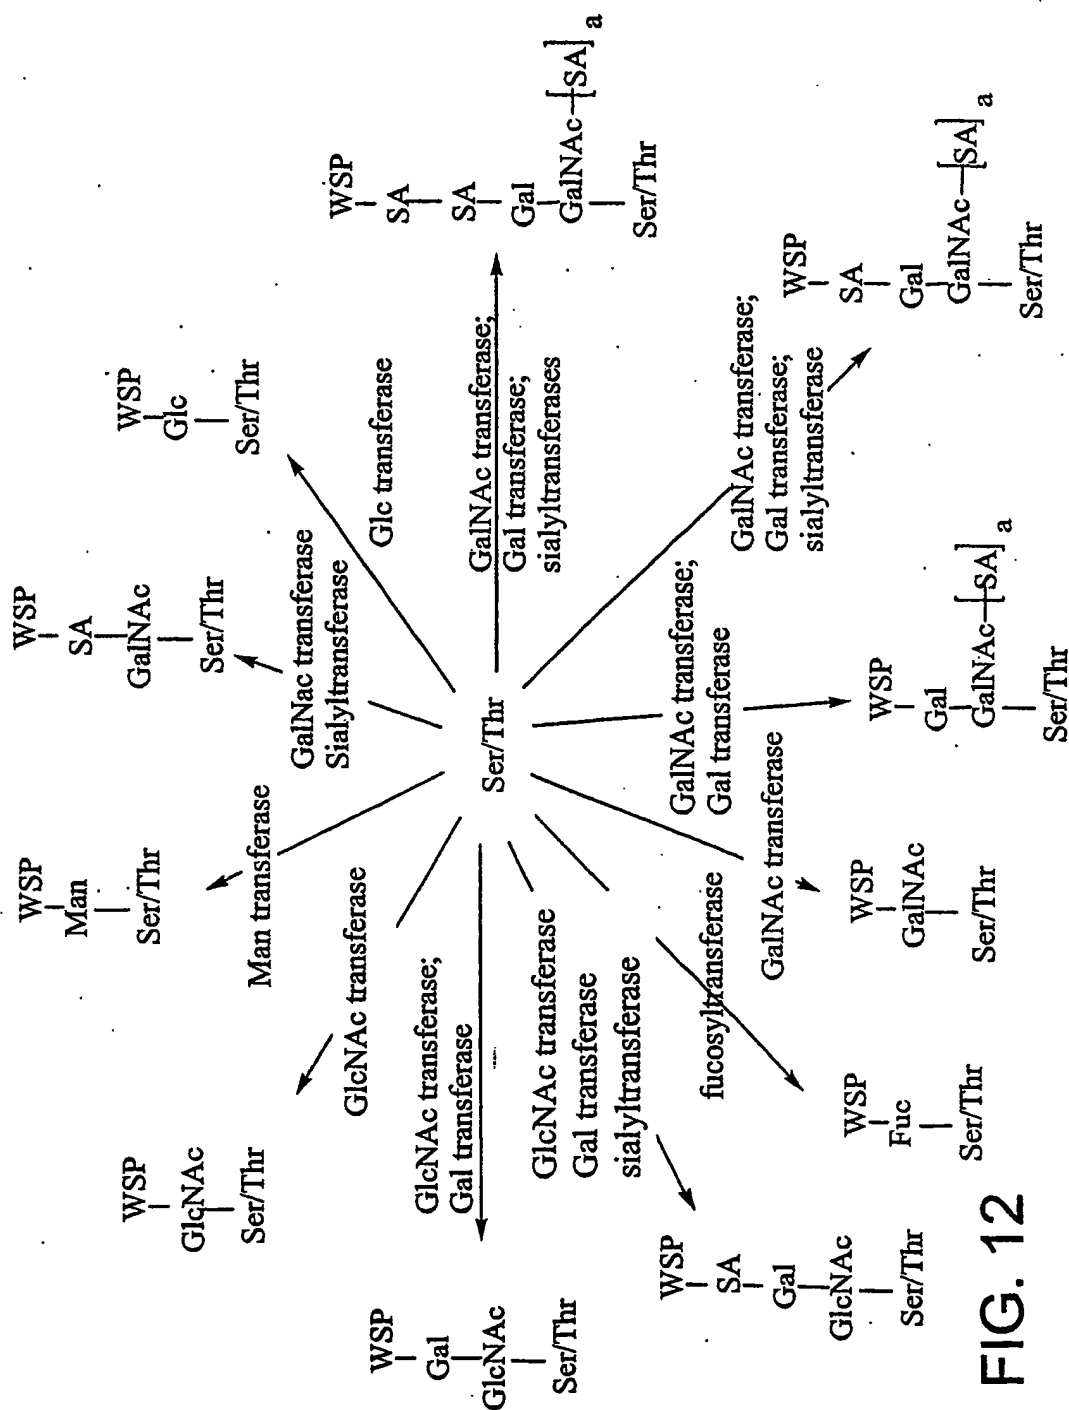 WSP
Man
Ser/Thr
WSP
SA
GalNAc
Ser/Thr
WSP
GlcNAc
Ser/Thr
WSP
Glc
Ser/Thr
Man transferase
GalNac transferase
Sialyltransferase
GlcNAc transferase
Glc transferase
WSP
Gal
GlcNAc
Ser/Thr
GlcNAc transferase;
Gal transferase
Ser/Thr
GalNAc transferase;
Gal transferase;
sialyltransferases
WSP
SA
SA
Gal
GalNAc [SA]a
Ser/Thr
GlcNAc transferase
Gal transferase
sialyltransferase
WSP
SA
Gal
GlcNAc
Ser/Thr
fucosyltransferase
GalNAc transferase
GalNAc transferase;
Gal transferase
GalNAc transferase;
Gal transferase;
sialyltransferase
WSP
Fuc
Ser/Thr
WSP
GalNAc
Ser/Thr
WSP
Gal
GalNAc [SA]a
Ser/Thr
WSP
SA
Gal
GalNAc [SA]a
Ser/Thr
FIG. 12